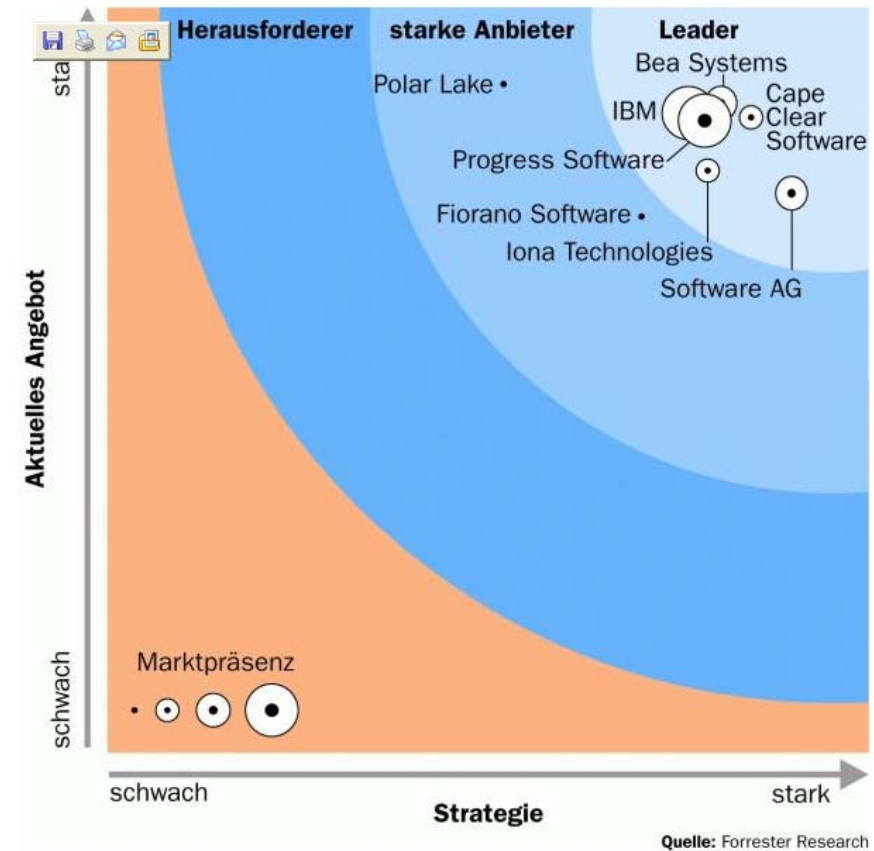 Herausforderer
starke Anbieter
Leader
Bea Systems
Polar Lake
IBM
Cape
Clear
Software
Progress Software
Fiorano Software
Iona Technologies
Software AG
Aktuelles Angebot
sta
schwach
Marktpräsenz
schwach
stark
Strategie
Quelle: Forrester Research